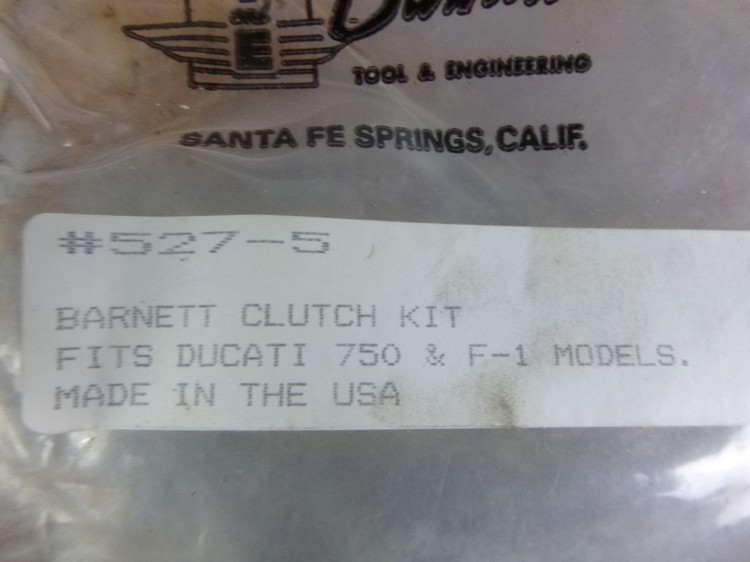 E
TOOL & ENGINEERING
SANTA FE SPRINGS, CALIF.
#527-5
BARNETT CLUTCH KIT
FITS DUCATI 750 & F-1 MODELS.
MADE IN THE USA